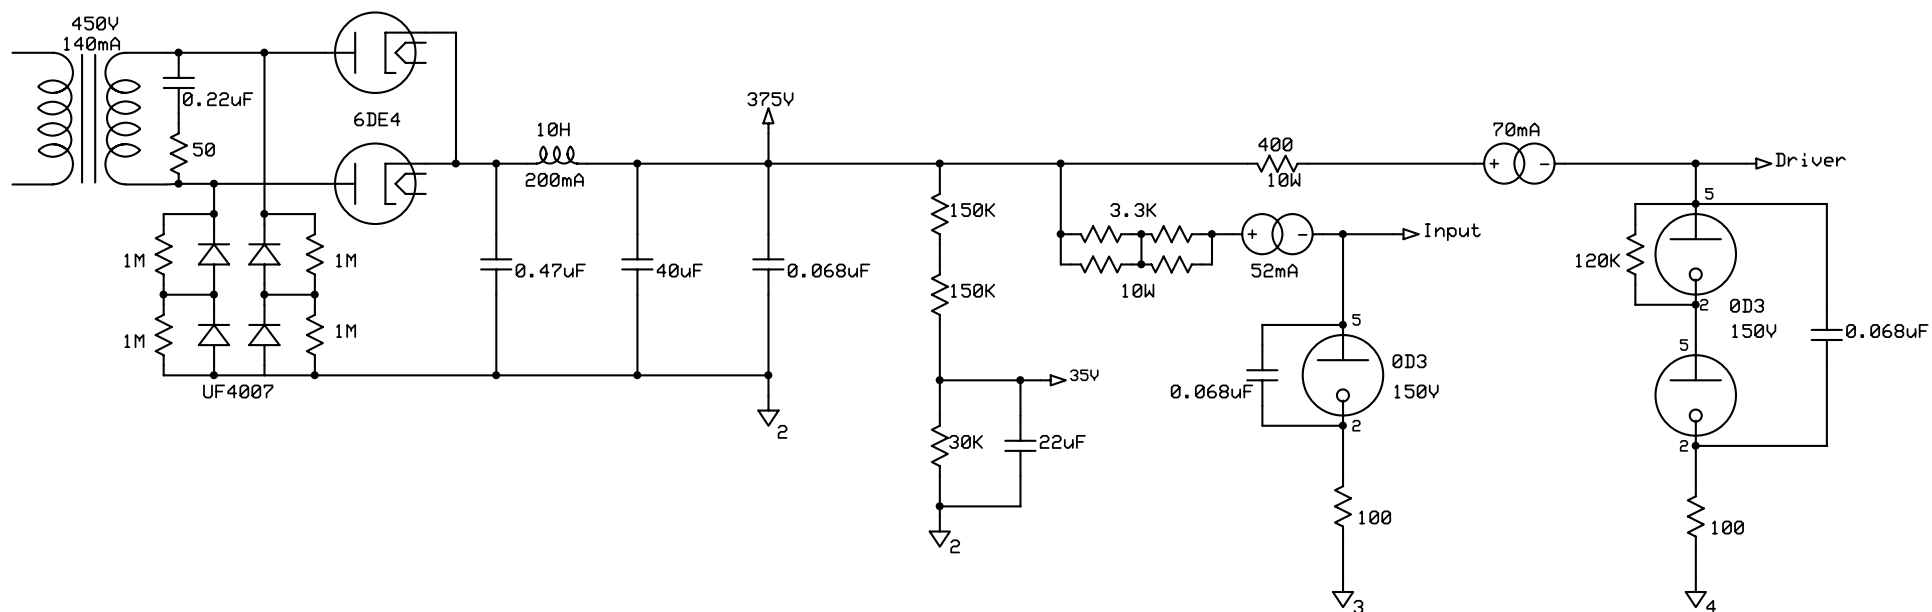 450V
140mA
0.22uF
50
6DE4
1M
1M
1M
1M
UF4007
10H
200mA
0.47uF
40uF
375V
0.068uF
2
150K
150K
35V
30K
22uF
2
3.3K
10W
52mA
Input
5
0D3
150V
0.068uF
2
100
3
400
10W
70mA
Driver
5
120K
2
0D3
150V
0.068uF
5
2
100
4